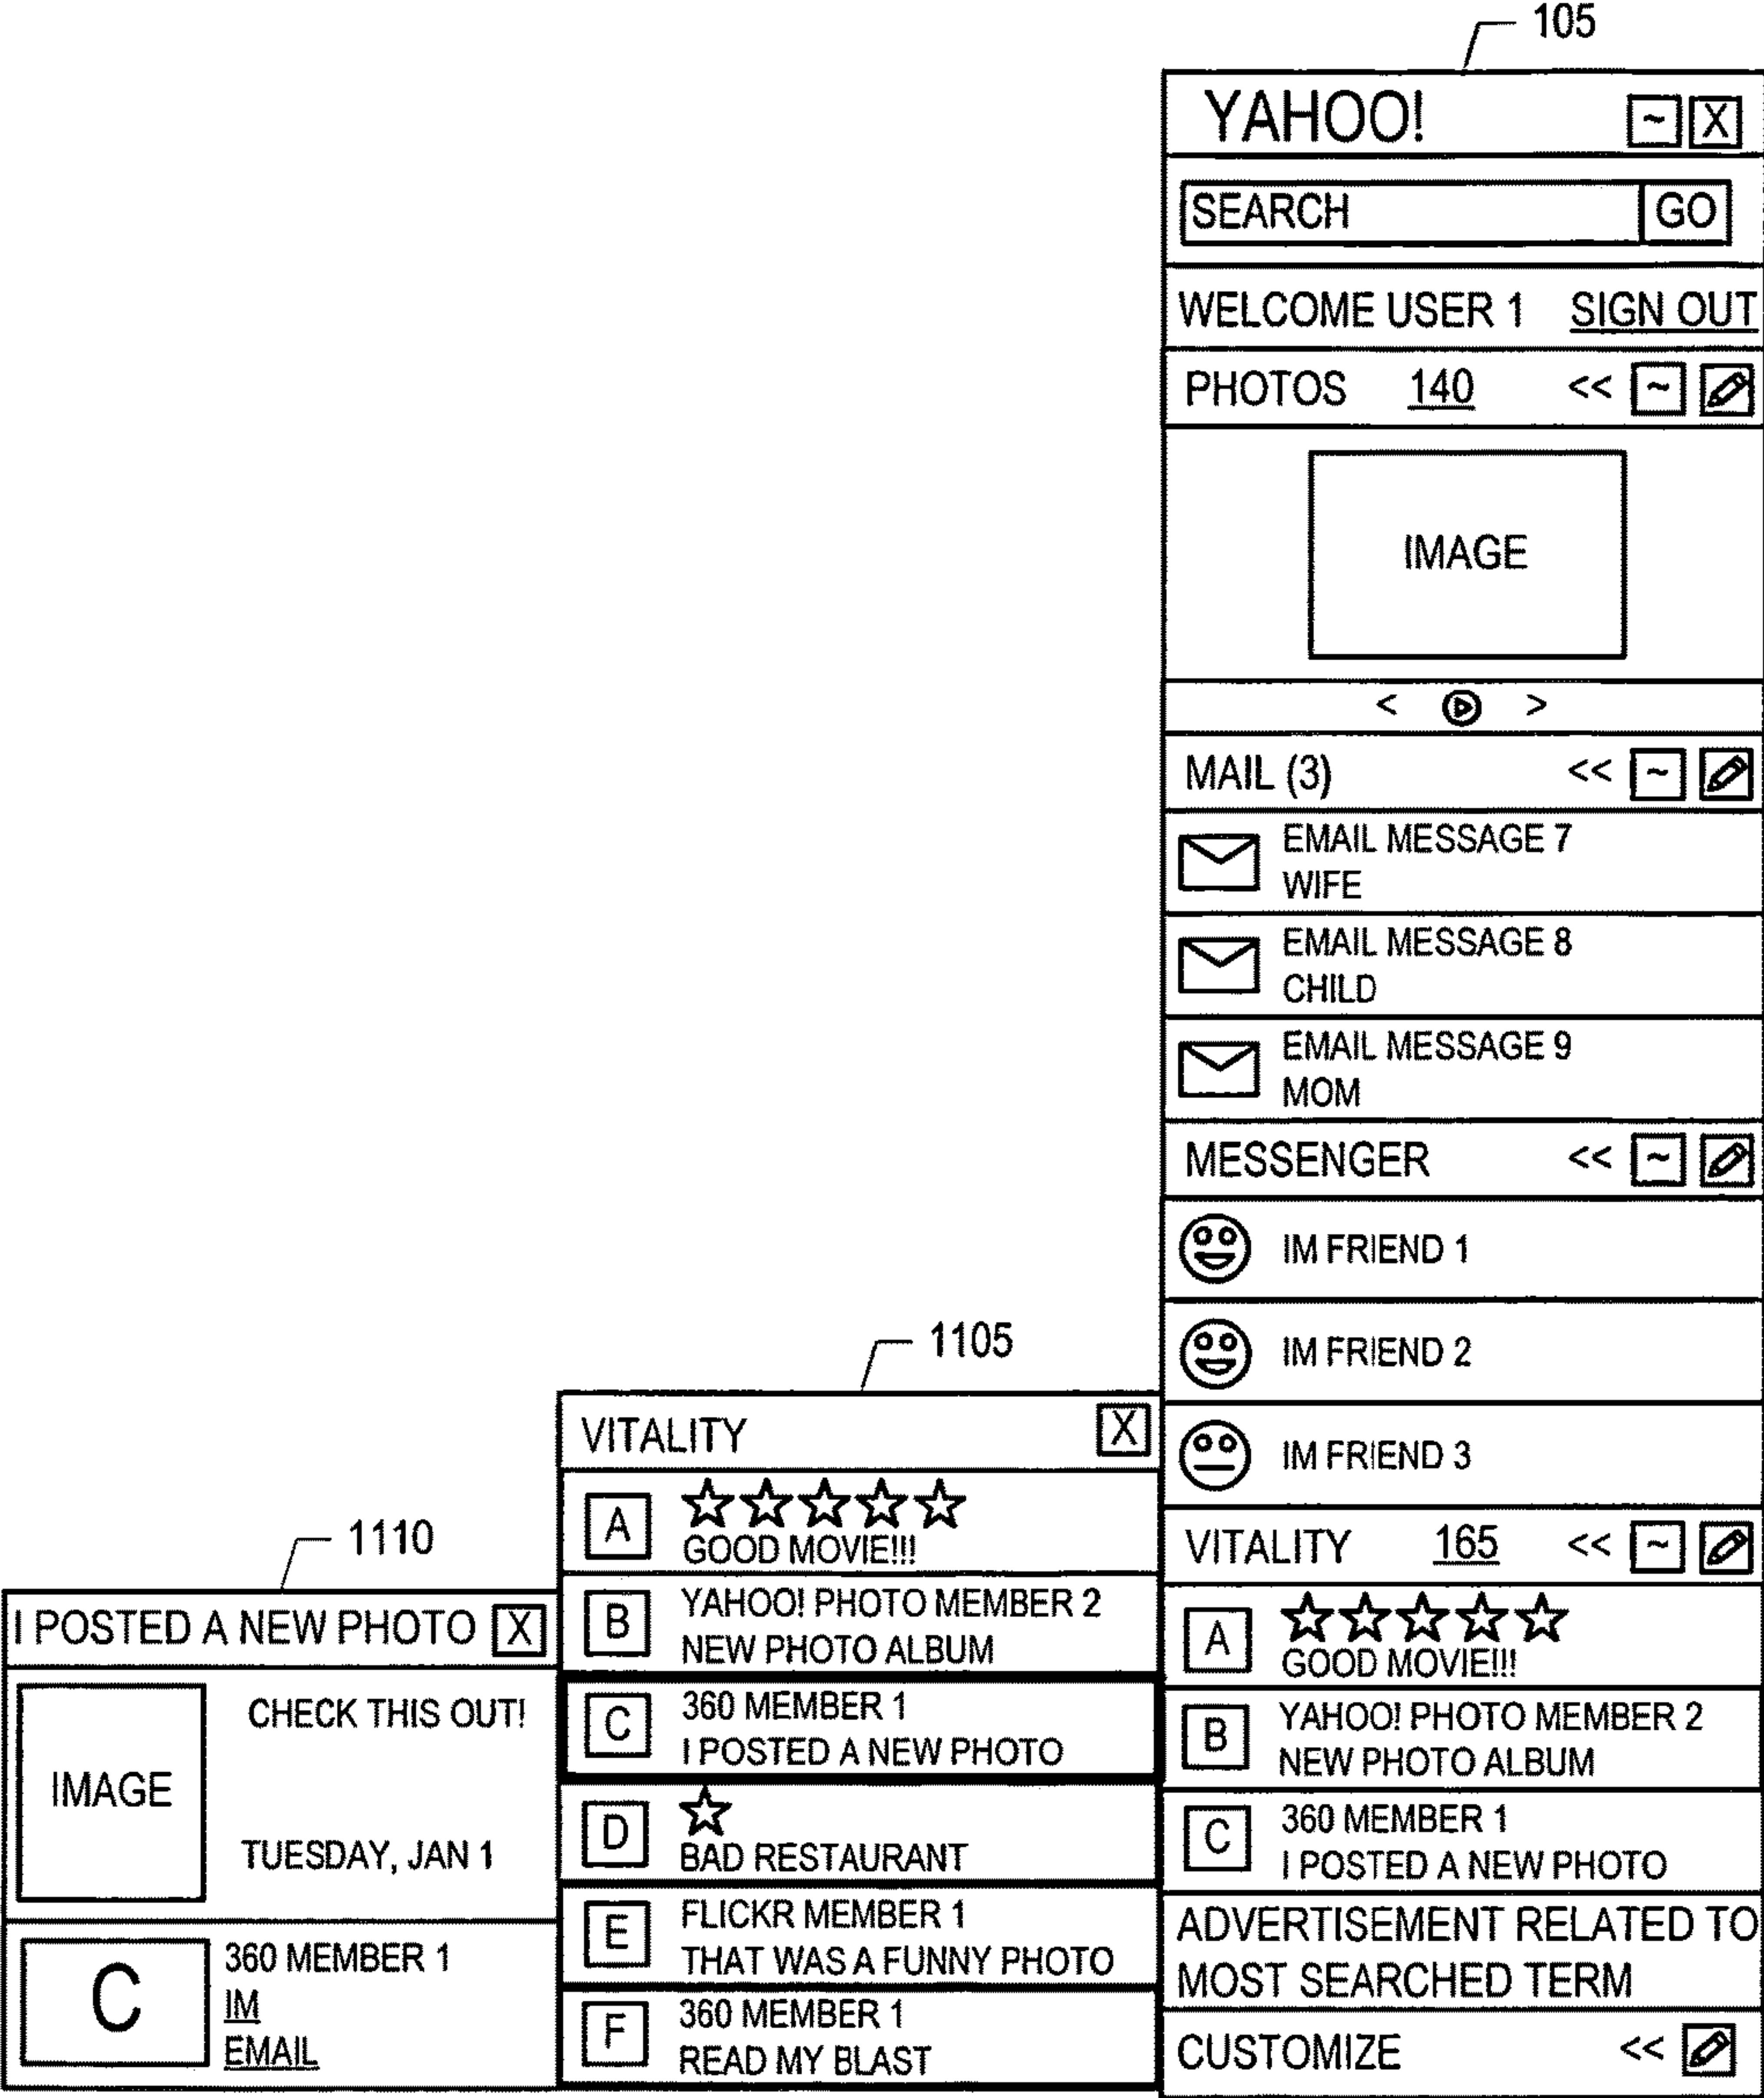 105
YAHOO! ~ X
SEARCH GO
WELCOME USER 1 SIGN OUT
PHOTOS 140 << ~
IMAGE
< >
MAIL (3) << ~
EMAIL MESSAGE 7
WIFE
EMAIL MESSAGE 8
CHILD
EMAIL MESSAGE 9
MOM
MESSENGER << ~
IM FRIEND 1
IM FRIEND 2
IM FRIEND 3
VITALITY 165 << ~
A
GOOD MOVIE!!!
B YAHOO! PHOTO MEMBER 2
NEW PHOTO ALBUM
C 360 MEMBER 1
I POSTED A NEW PHOTO
ADVERTISEMENT RELATED TO
MOST SEARCHED TERM
CUSTOMIZE <<
1105
VITALITY X
A
GOOD MOVIE!!!
B YAHOO! PHOTO MEMBER 2
NEW PHOTO ALBUM
C 360 MEMBER 1
I POSTED A NEW PHOTO
D
BAD RESTAURANT
E FLICKR MEMBER 1
THAT WAS A FUNNY PHOTO
F 360 MEMBER 1
READ MY BLAST
1110
I POSTED A NEW PHOTO X
CHECK THIS OUT!
IMAGE
TUESDAY, JAN 1
C 360 MEMBER 1
IM
EMAIL